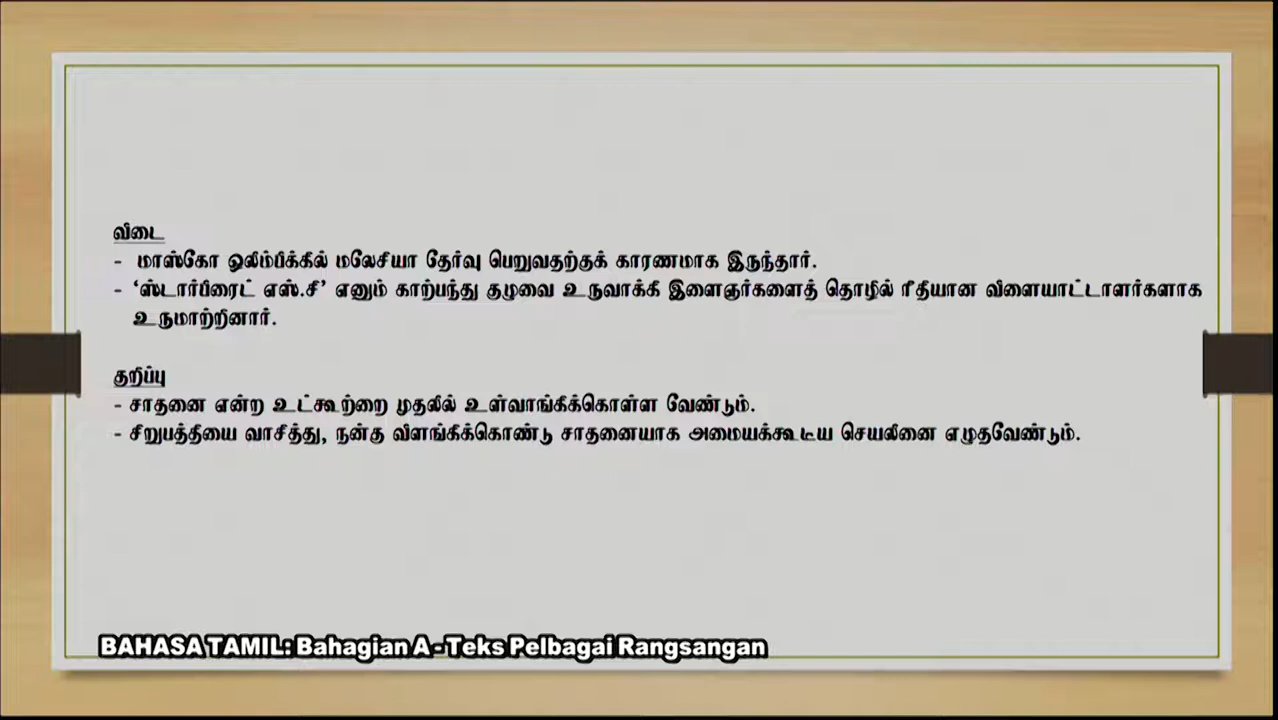 விடை
- மாஸ்கோ ஒலிம்பிக்கில் மலேசியா தேர்வு பெறுவதற்குக் காரணமாக இருந்தார்.
- ‘ஸ்டார்பிரைட் எஸ்.சி’ எனும் காற்பந்து குழுவை உருவாக்கி இளைஞர்களைத் தொழில் ரீதியான விளையாட்டாளர்களாக
உருமாற்றினார்.
குறிப்பு
- சாதனை என்ற உட்கூற்றை முதலில் உள்வாங்கிக்கொள்ள வேண்டும்.
- சிறுபத்தியை வாசித்து, நன்கு விளங்கிக்கொண்டு சாதனையாக அமையக்கூடிய செயலினை எழுதவேண்டும்.
BAHASA TAMIL: Bahagian A - Teks Pelbagai Rangsangan